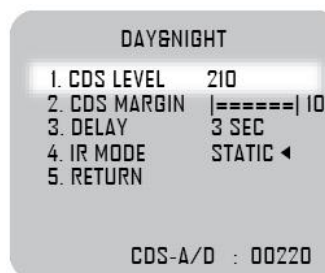 DAY&NIGHT
1. CDS LEVEL 210
2. CDS MARGIN |======| 10
3. DELAY 3 SEC
4. IR MODE STATIC ◄
5. RETURN
CDS-A/D : 00220